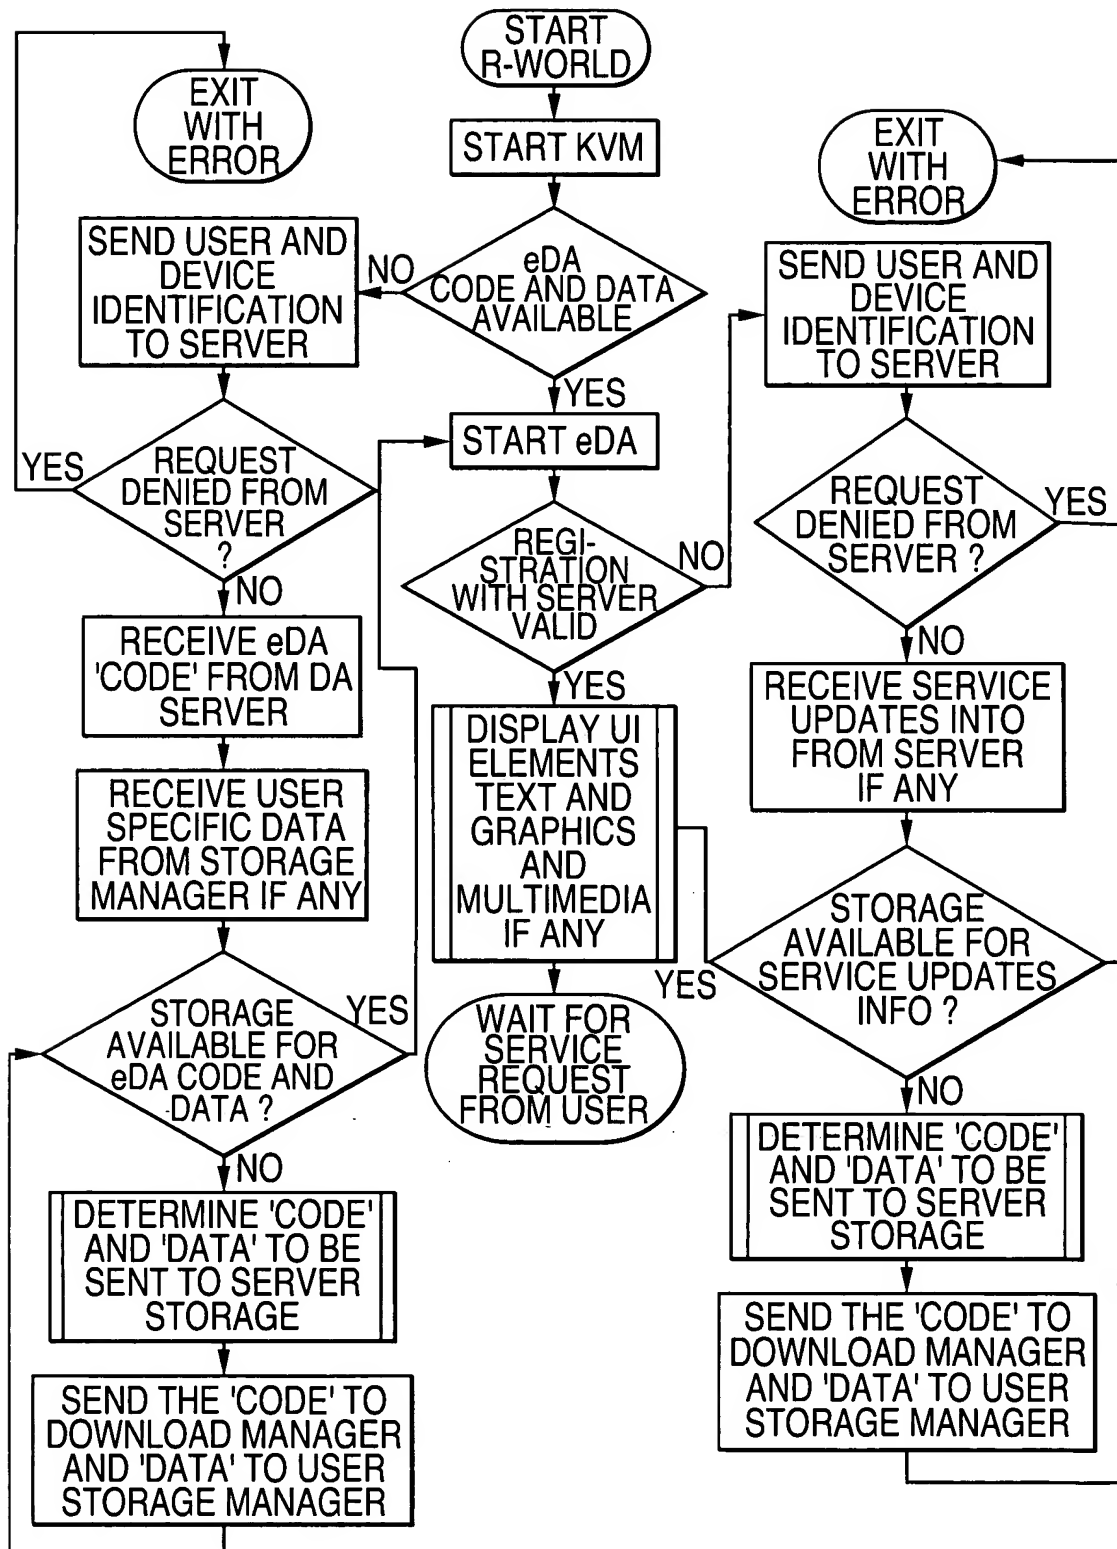 START
R-WORLD
START KVM
eDA
CODE AND DATA
AVAILABLE
NO
YES
START eDA
REGI-
STRATION
WITH SERVER
VALID
NO
YES
DISPLAY UI
ELEMENTS
TEXT AND
GRAPHICS
AND
MULTIMEDIA
IF ANY
WAIT FOR
SERVICE
REQUEST
FROM USER
EXIT
WITH
ERROR
SEND USER AND
DEVICE
IDENTIFICATION
TO SERVER
YES
REQUEST
DENIED FROM
SERVER
?
NO
RECEIVE eDA
'CODE' FROM DA
SERVER
RECEIVE USER
SPECIFIC DATA
FROM STORAGE
MANAGER IF ANY
STORAGE
AVAILABLE FOR
eDA CODE AND
DATA ?
YES
NO
DETERMINE 'CODE'
AND 'DATA' TO BE
SENT TO SERVER
STORAGE
SEND THE 'CODE' TO
DOWNLOAD MANAGER
AND 'DATA' TO USER
STORAGE MANAGER
EXIT
WITH
ERROR
SEND USER AND
DEVICE
IDENTIFICATION
TO SERVER
REQUEST
DENIED FROM
SERVER ?
YES
NO
RECEIVE SERVICE
UPDATES INTO
FROM SERVER
IF ANY
STORAGE
AVAILABLE FOR
SERVICE UPDATES
INFO ?
YES
NO
DETERMINE 'CODE'
AND 'DATA' TO BE
SENT TO SERVER
STORAGE
SEND THE 'CODE' TO
DOWNLOAD MANAGER
AND 'DATA' TO USER
STORAGE MANAGER